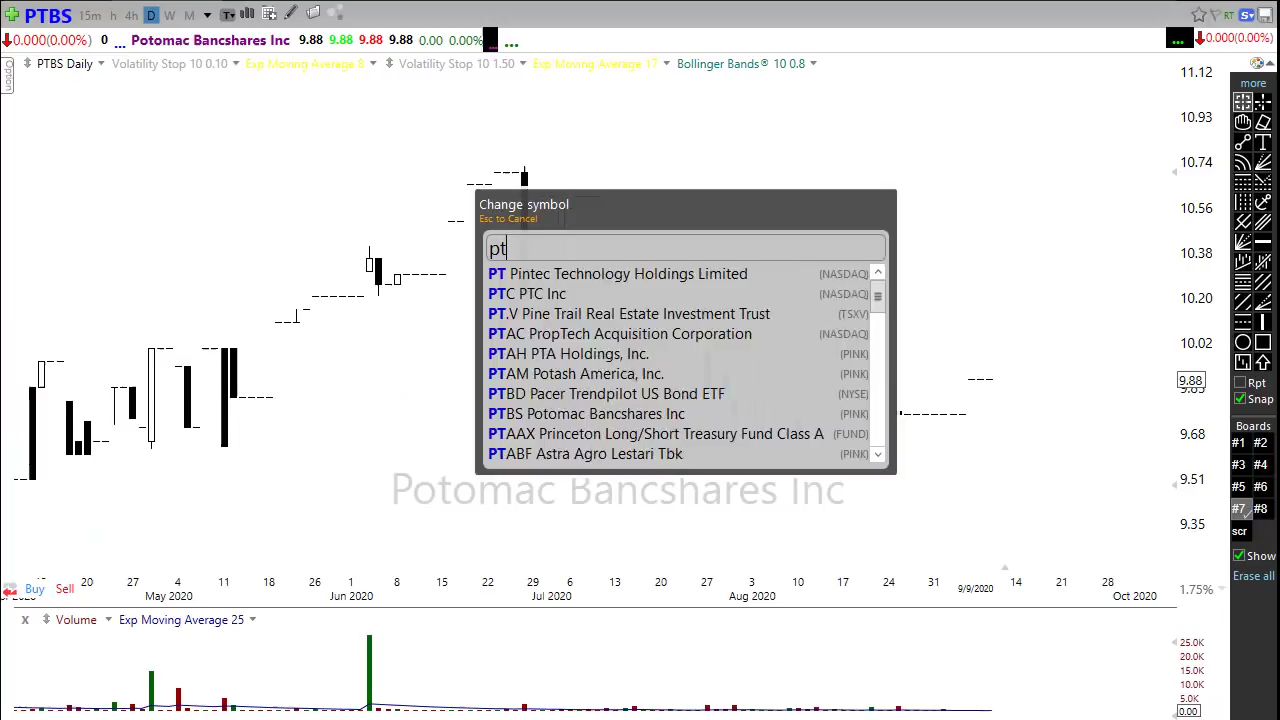 PTBS 15m h 4h D W M T S
0.000(0.00%) 0 ... Potomac Bancshares Inc 9.88 9.88 9.88 9.88 0.00 0.00% ... ... 0.000(0.00%)
RT
Option
PTBS Daily Volatility Stop 10 0.10 Exp Moving Average 8 Volatility Stop 10 1.50 Exp Moving Average 17 Bollinger Bands® 10 0.8
11.12
10.93
10.74
10.56
10.38
10.20
10.02
9.88
9.68
9.51
9.35
Change symbol
Esc to Cancel
pt
PT Pintec Technology Holdings Limited (NASDAQ)
PTC PTC Inc (NASDAQ)
PT.V Pine Trail Real Estate Investment Trust (TSXV)
PTAC PropTech Acquisition Corporation (NASDAQ)
PTAH PTA Holdings, Inc. (PINK)
PTAM Potash America, Inc. (PINK)
PTBD Pacer Trendpilot US Bond ETF (NYSE)
PTBS Potomac Bancshares Inc (PINK)
PTAAX Princeton Long/Short Treasury Fund Class A (FUND)
PTABF Astra Agro Lestari Tbk (PINK)
Potomac Bancshares Inc
more
Rpt
Snap
Boards
#1 #2
#3 #4
#5 #6
#7 #8
scr
Show
Erase all
20 27 4 11 18 26 1 8 15 22 29 6 13 20 27 3 10 17 24 31 14 21 28
May 2020 Jun 2020 Jul 2020 Aug 2020 9/9/2020 Oct 2020
Buy Sell
1.75%
x Volume Exp Moving Average 25
25.0K
20.0K
15.0K
10.0K
5.0K
0.00